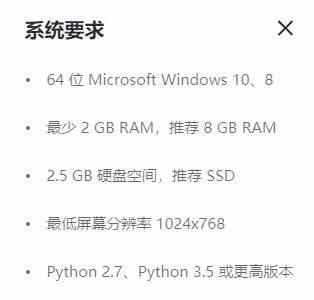 系统要求
• 64 位 Microsoft Windows 10、8
• 最少 2 GB RAM，推荐 8 GB RAM
• 2.5 GB 硬盘空间，推荐 SSD
• 最低屏幕分辨率 1024x768
• Python 2.7、Python 3.5 或更高版本